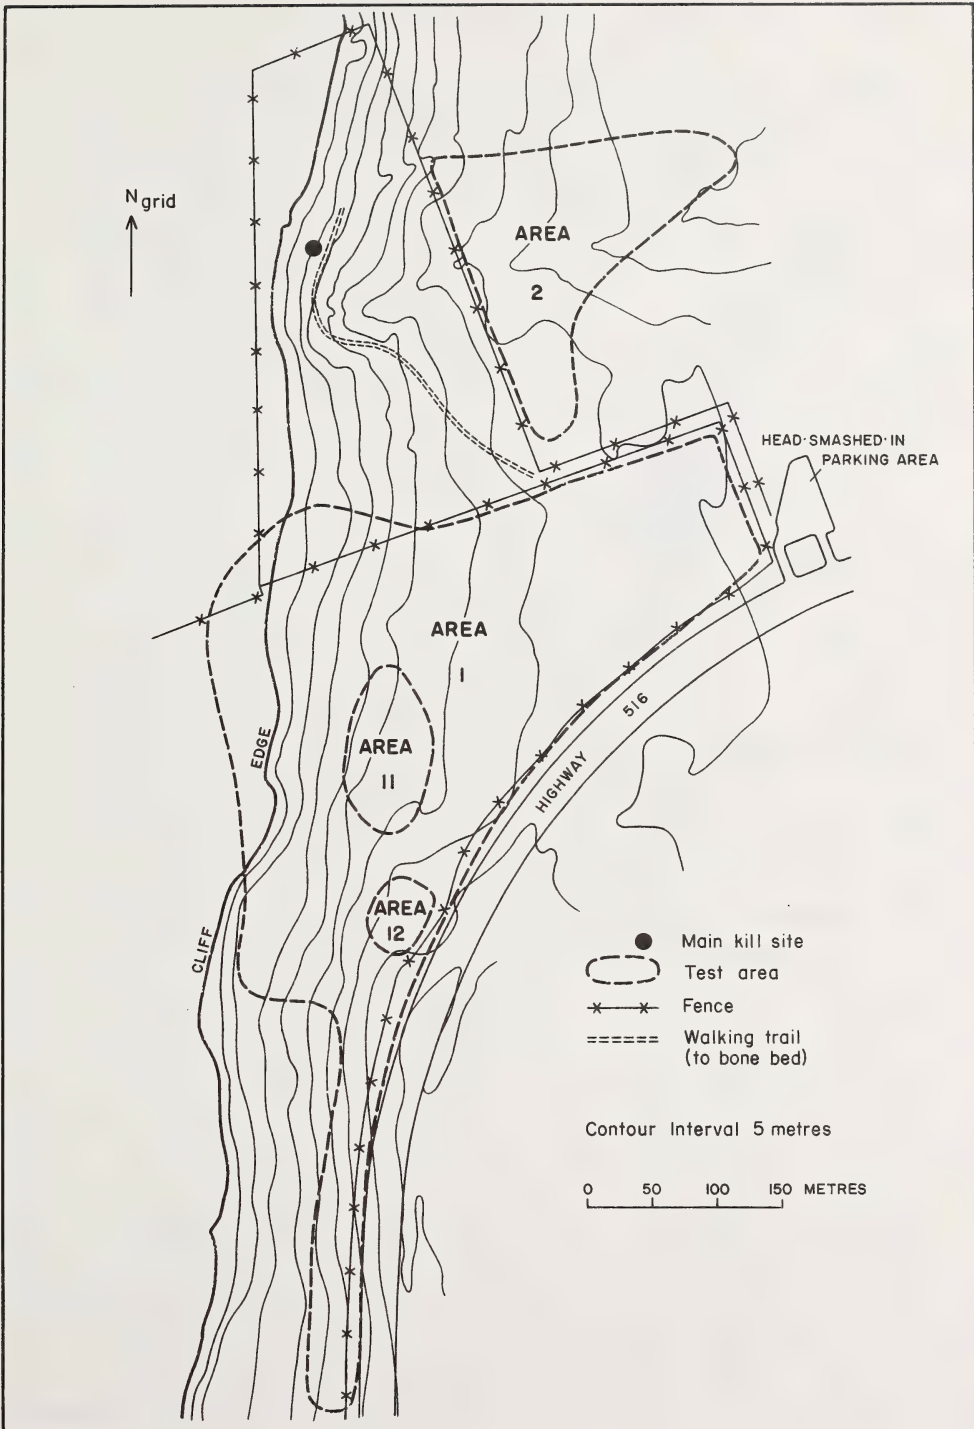 N grid
AREA
2
HEAD-SMASHED-IN
PARKING AREA
AREA
1
EDGE
AREA
11
HIGHWAY 516
AREA
12
CLIFF
Main kill site
Test area
Fence
Walking trail
(to bone bed)
Contour Interval 5 metres
0 50 100 150 METRES